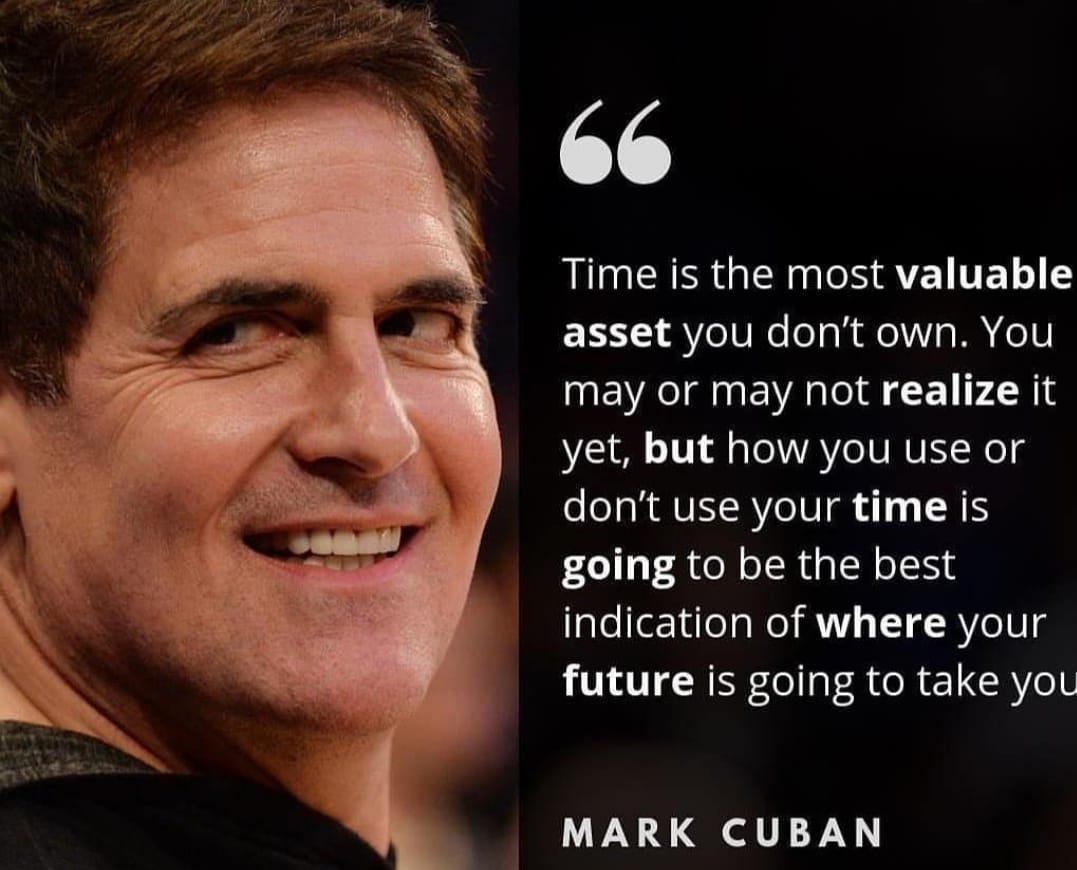 “
Time is the most valuable
asset you don’t own. You
may or may not realize it
yet, but how you use or
don’t use your time is
going to be the best
indication of where your
future is going to take you
MARK CUBAN